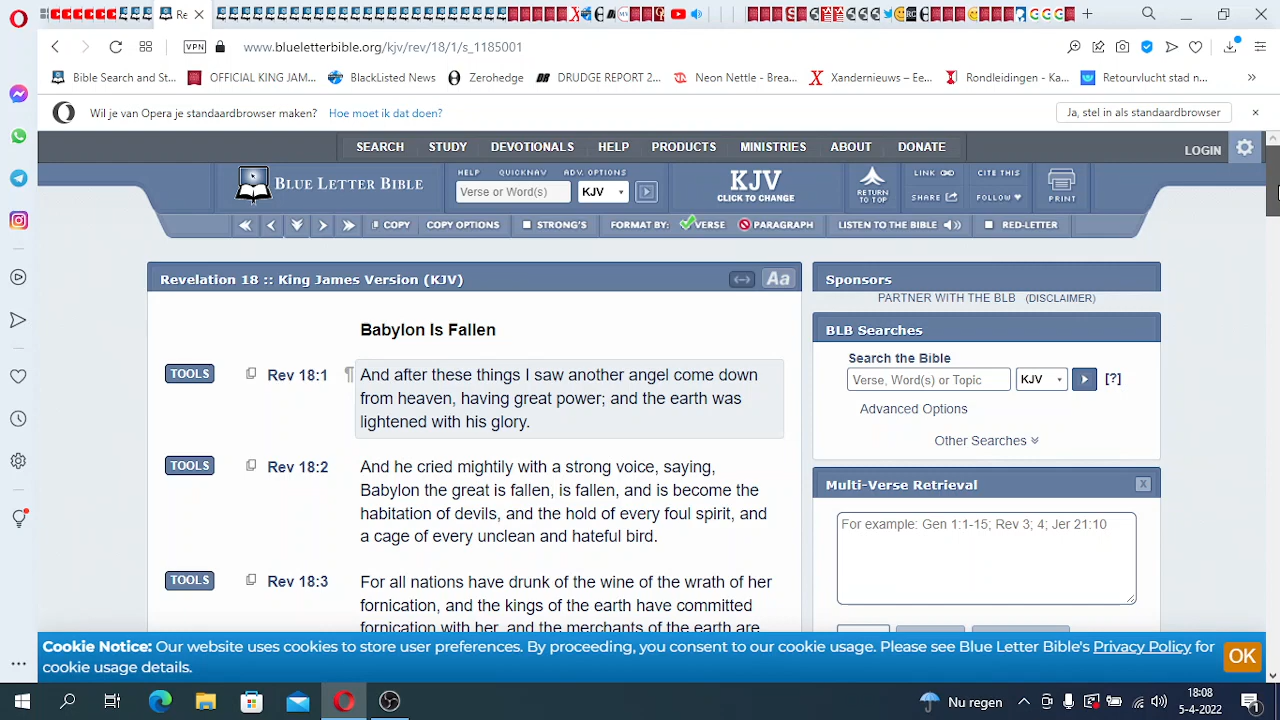 Re
www.blueletterbible.org/kjv/rev/18/1/s_1185001
VPN
Bible Search and St...
OFFICIAL KING JAM...
BlackListed News
Zerohedge
DRUDGE REPORT 2...
Neon Nettle - Brea...
Xandernieuws – Ee...
Rondleidingen - Ka...
Retourvlucht stad n...
Wil je van Opera je standaardbrowser maken? Hoe moet ik dat doen?
Ja, stel in als standaardbrowser
SEARCH STUDY DEVOTIONALS HELP PRODUCTS MINISTRIES ABOUT DONATE
LOGIN
BLUE LETTER BIBLE
HELP QUICKNAV ADV. OPTIONS
Verse or Word(s) KJV
KJV
CLICK TO CHANGE
RETURN
TO TOP
LINK
SHARE
CITE THIS
FOLLOW
PRINT
COPY COPY OPTIONS STRONG'S FORMAT BY: VERSE PARAGRAPH LISTEN TO THE BIBLE RED-LETTER
Revelation 18 :: King James Version (KJV)
Aa
Babylon Is Fallen
TOOLS Rev 18:1 ¶ And after these things I saw another angel come down
from heaven, having great power; and the earth was
lightened with his glory.
TOOLS Rev 18:2 And he cried mightily with a strong voice, saying,
Babylon the great is fallen, is fallen, and is become the
habitation of devils, and the hold of every foul spirit, and
a cage of every unclean and hateful bird.
TOOLS Rev 18:3 For all nations have drunk of the wine of the wrath of her
fornication, and the kings of the earth have committed
fornication with her, and the merchants of the earth are
Sponsors
PARTNER WITH THE BLB (DISCLAIMER)
BLB Searches
Search the Bible
Verse, Word(s) or Topic KJV [?]
Advanced Options
Other Searches
Multi-Verse Retrieval X
For example: Gen 1:1-15; Rev 3; 4; Jer 21:10
Cookie Notice: Our website uses cookies to store user preferences. By proceeding, you consent to our cookie usage. Please see Blue Letter Bible's Privacy Policy for
cookie usage details.
OK
Nu regen
18:08
5-4-2022